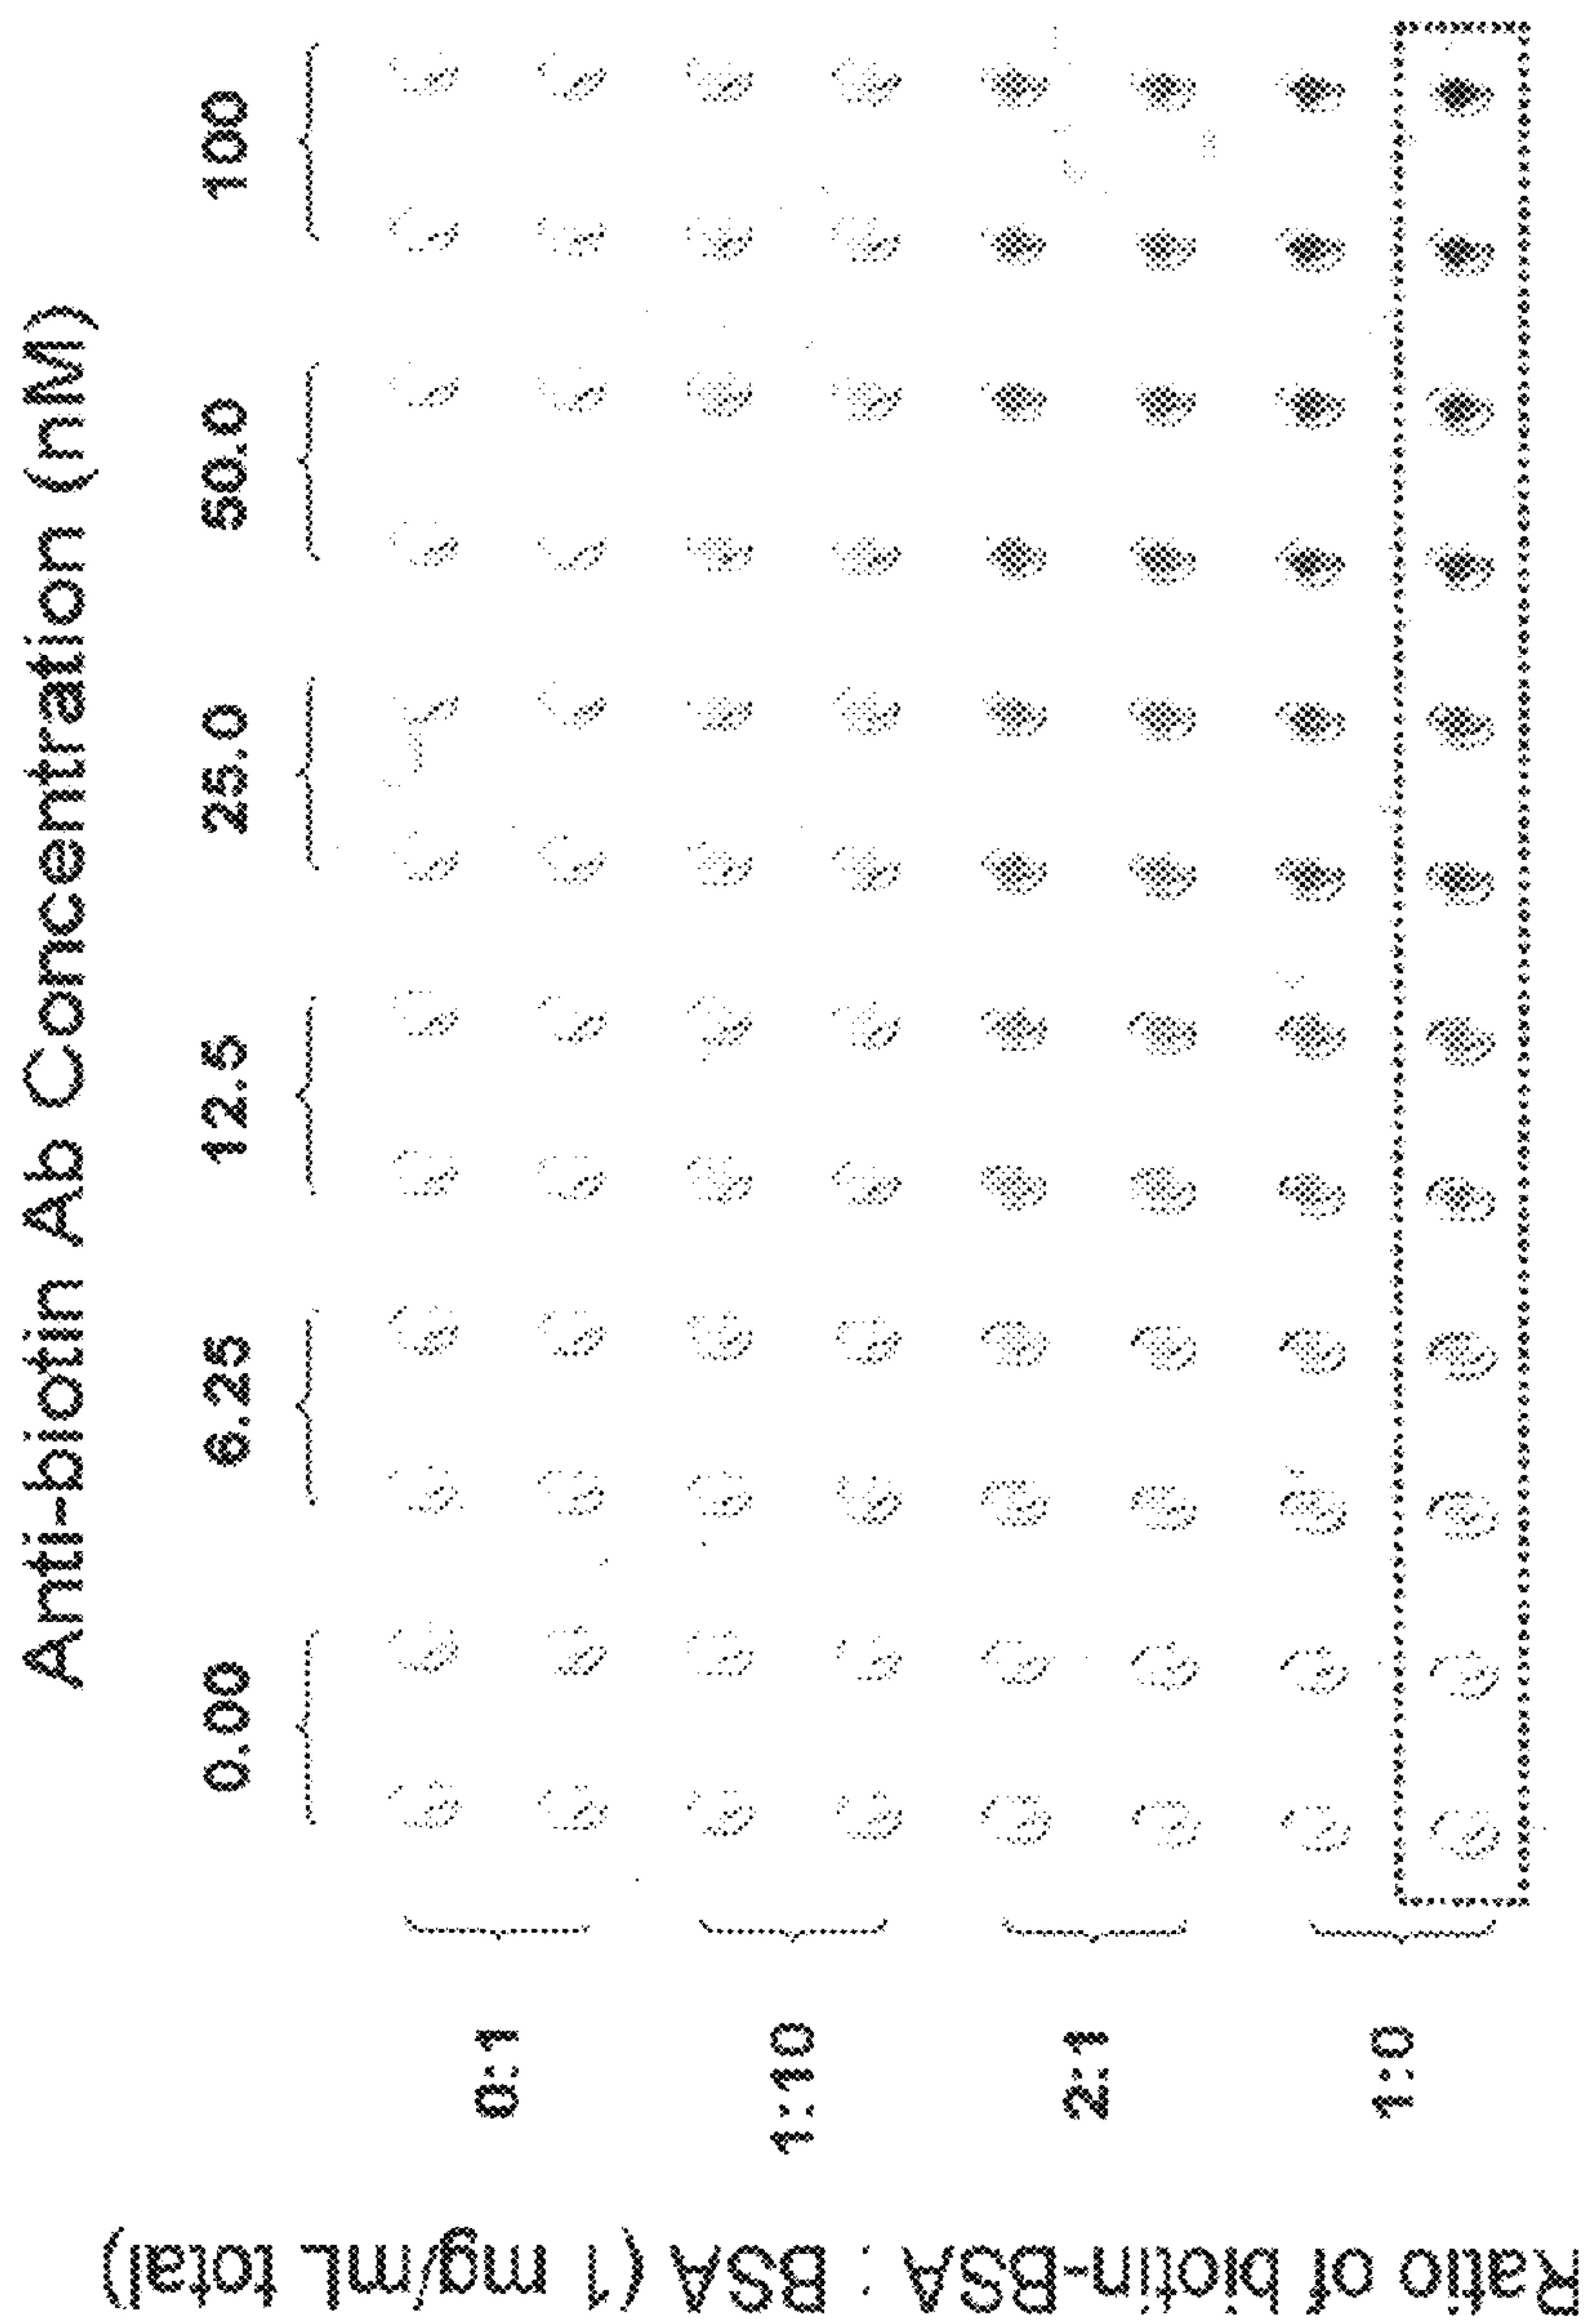 Anti-biotin Ab Concentration (nM)
0.00 6.25 12.5 25.0 50.0 100
Ratio of biotin-BSA : BSA (1 mg/mL total)
0:1
1:10
2:1
1:0